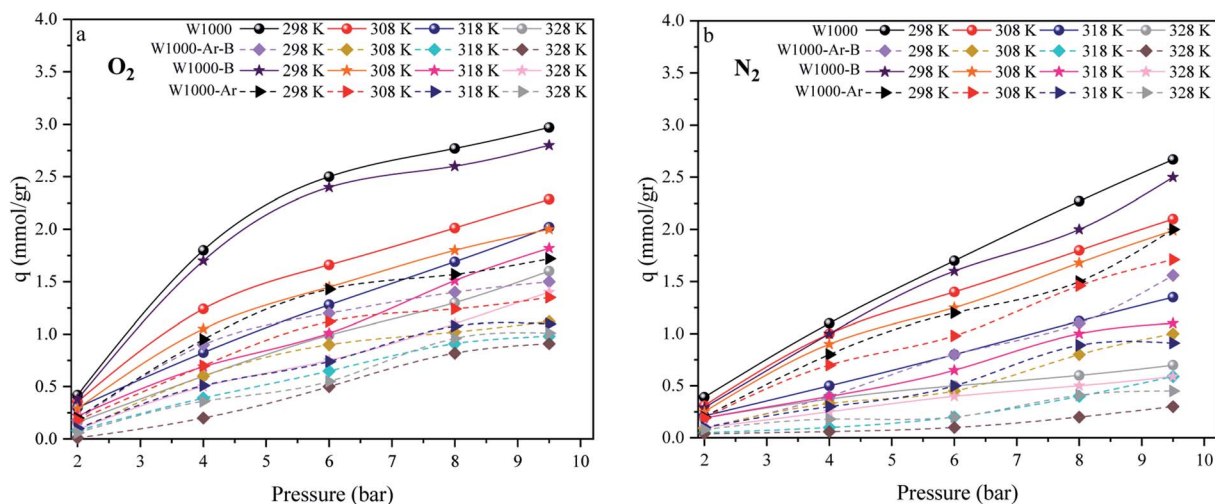 a
O₂
W1000 298 K 308 K 318 K 328 K
W1000-Ar-B 298 K 308 K 318 K 328 K
W1000-B 298 K 308 K 318 K 328 K
W1000-Ar 298 K 308 K 318 K 328 K
4.0
3.5
3.0
2.5
2.0
1.5
1.0
0.5
0.0
q (mmol/gr)
2 3 4 5 6 7 8 9 10
Pressure (bar)
b
N₂
W1000 298 K 308 K 318 K 328 K
W1000-Ar-B 298 K 308 K 318 K 328 K
W1000-B 298 K 308 K 318 K 328 K
W1000-Ar 298 K 308 K 318 K 328 K
4.0
3.5
3.0
2.5
2.0
1.5
1.0
0.5
0.0
q (mmol/gr)
2 3 4 5 6 7 8 9 10
Pressure (bar)